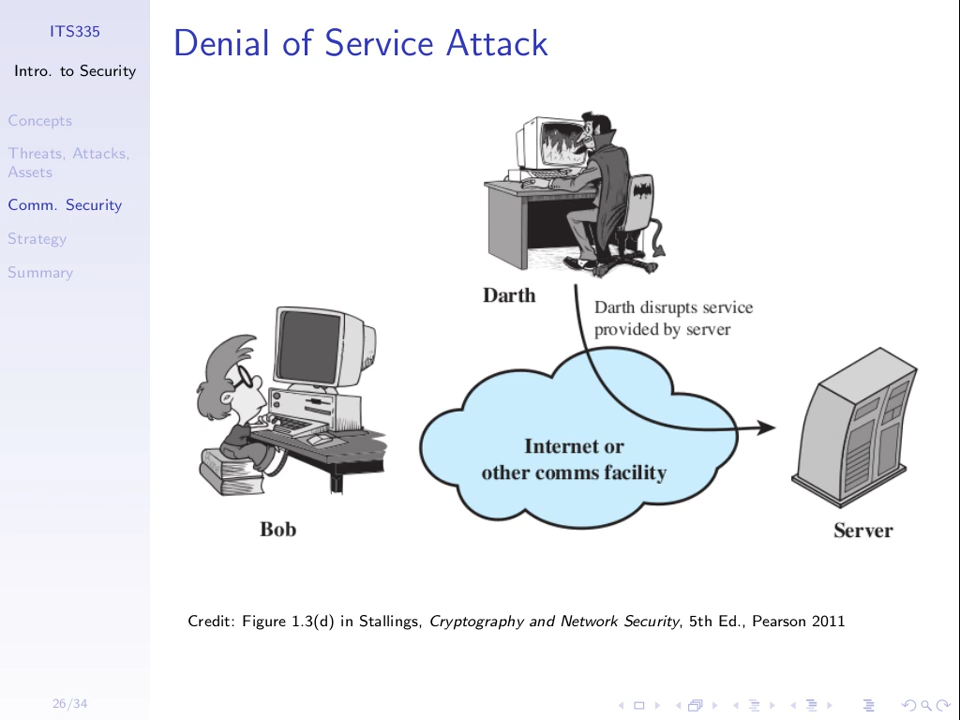 ITS335
Intro. to Security
Concepts
Threats, Attacks,
Assets
Comm. Security
Strategy
Summary
Denial of Service Attack
Darth
Darth disrupts service
provided by server
Internet or
other comms facility
Bob
Server
Credit: Figure 1.3(d) in Stallings, Cryptography and Network Security, 5th Ed., Pearson 2011
26/34